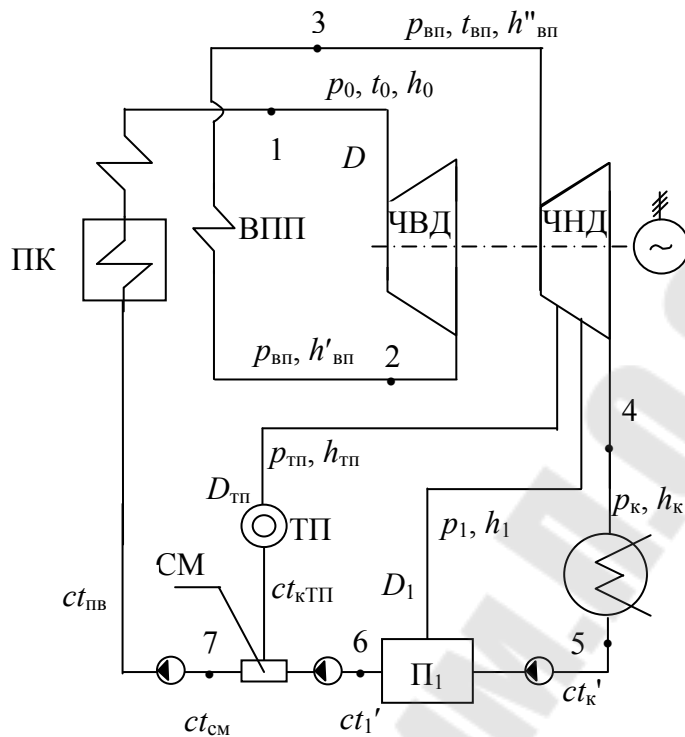 3
p_вп, t_вп, h''_вп
p_0, t_0, h_0
1
D
ВПП
ЧВД
ЧНД
~
ПК
p_вп, h'_вп
2
4
p_тп, h_тп
D_тп
ТП
p_1, h_1
p_к, h_к
СМ
ct_кТП
D_1
ct_пв
7
6
П_1
5
ct_см
ct_1'
ct_к'